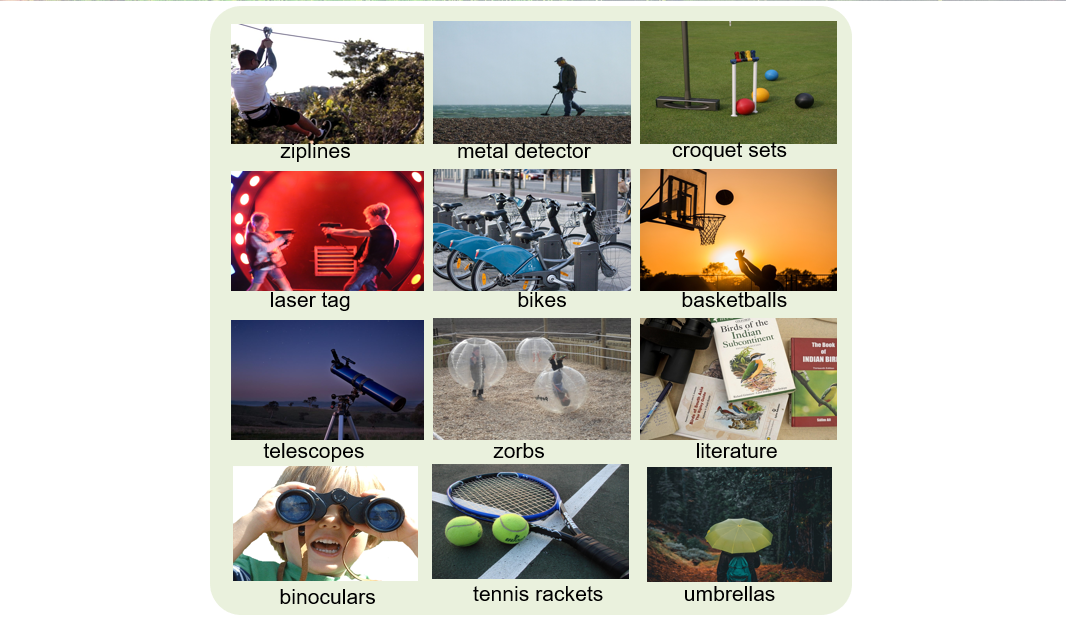 ziplines
metal detector
croquet sets
laser tag
bikes
basketballs
Birds of the
Indian
Subcontinent
The Book
of
INDIAN BIR
telescopes
zorbs
literature
binoculars
tennis rackets
umbrellas